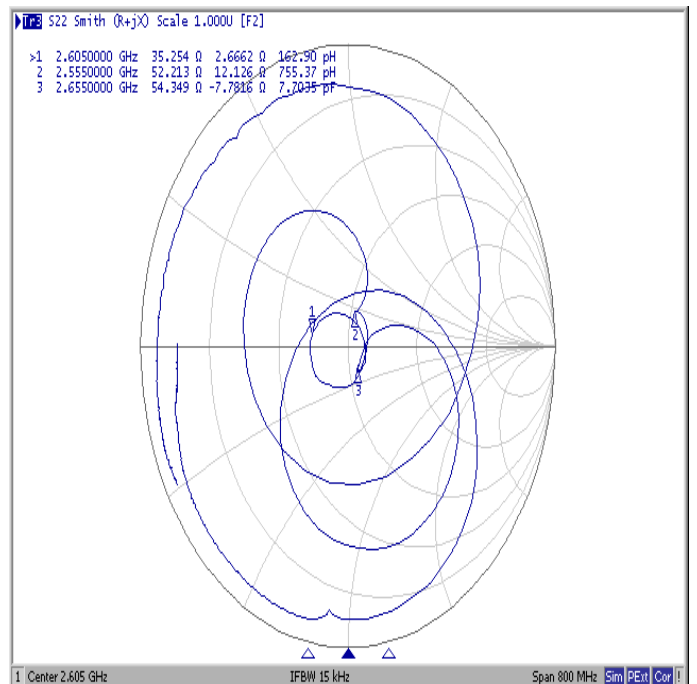 Tr3 S22 Smith (R+jX) Scale 1.000U [F2]
>1 2.6050000 GHz 35.254 Ω 2.6662 Ω 162.90 pH
2 2.5550000 GHz 52.213 Ω 12.126 Ω 755.37 pH
3 2.6550000 GHz 54.349 Ω -7.7816 Ω 7.7035 pF
1
2
3
1 Center 2.605 GHz IFBW 15 kHz Span 800 MHz Sim PExt Cor !